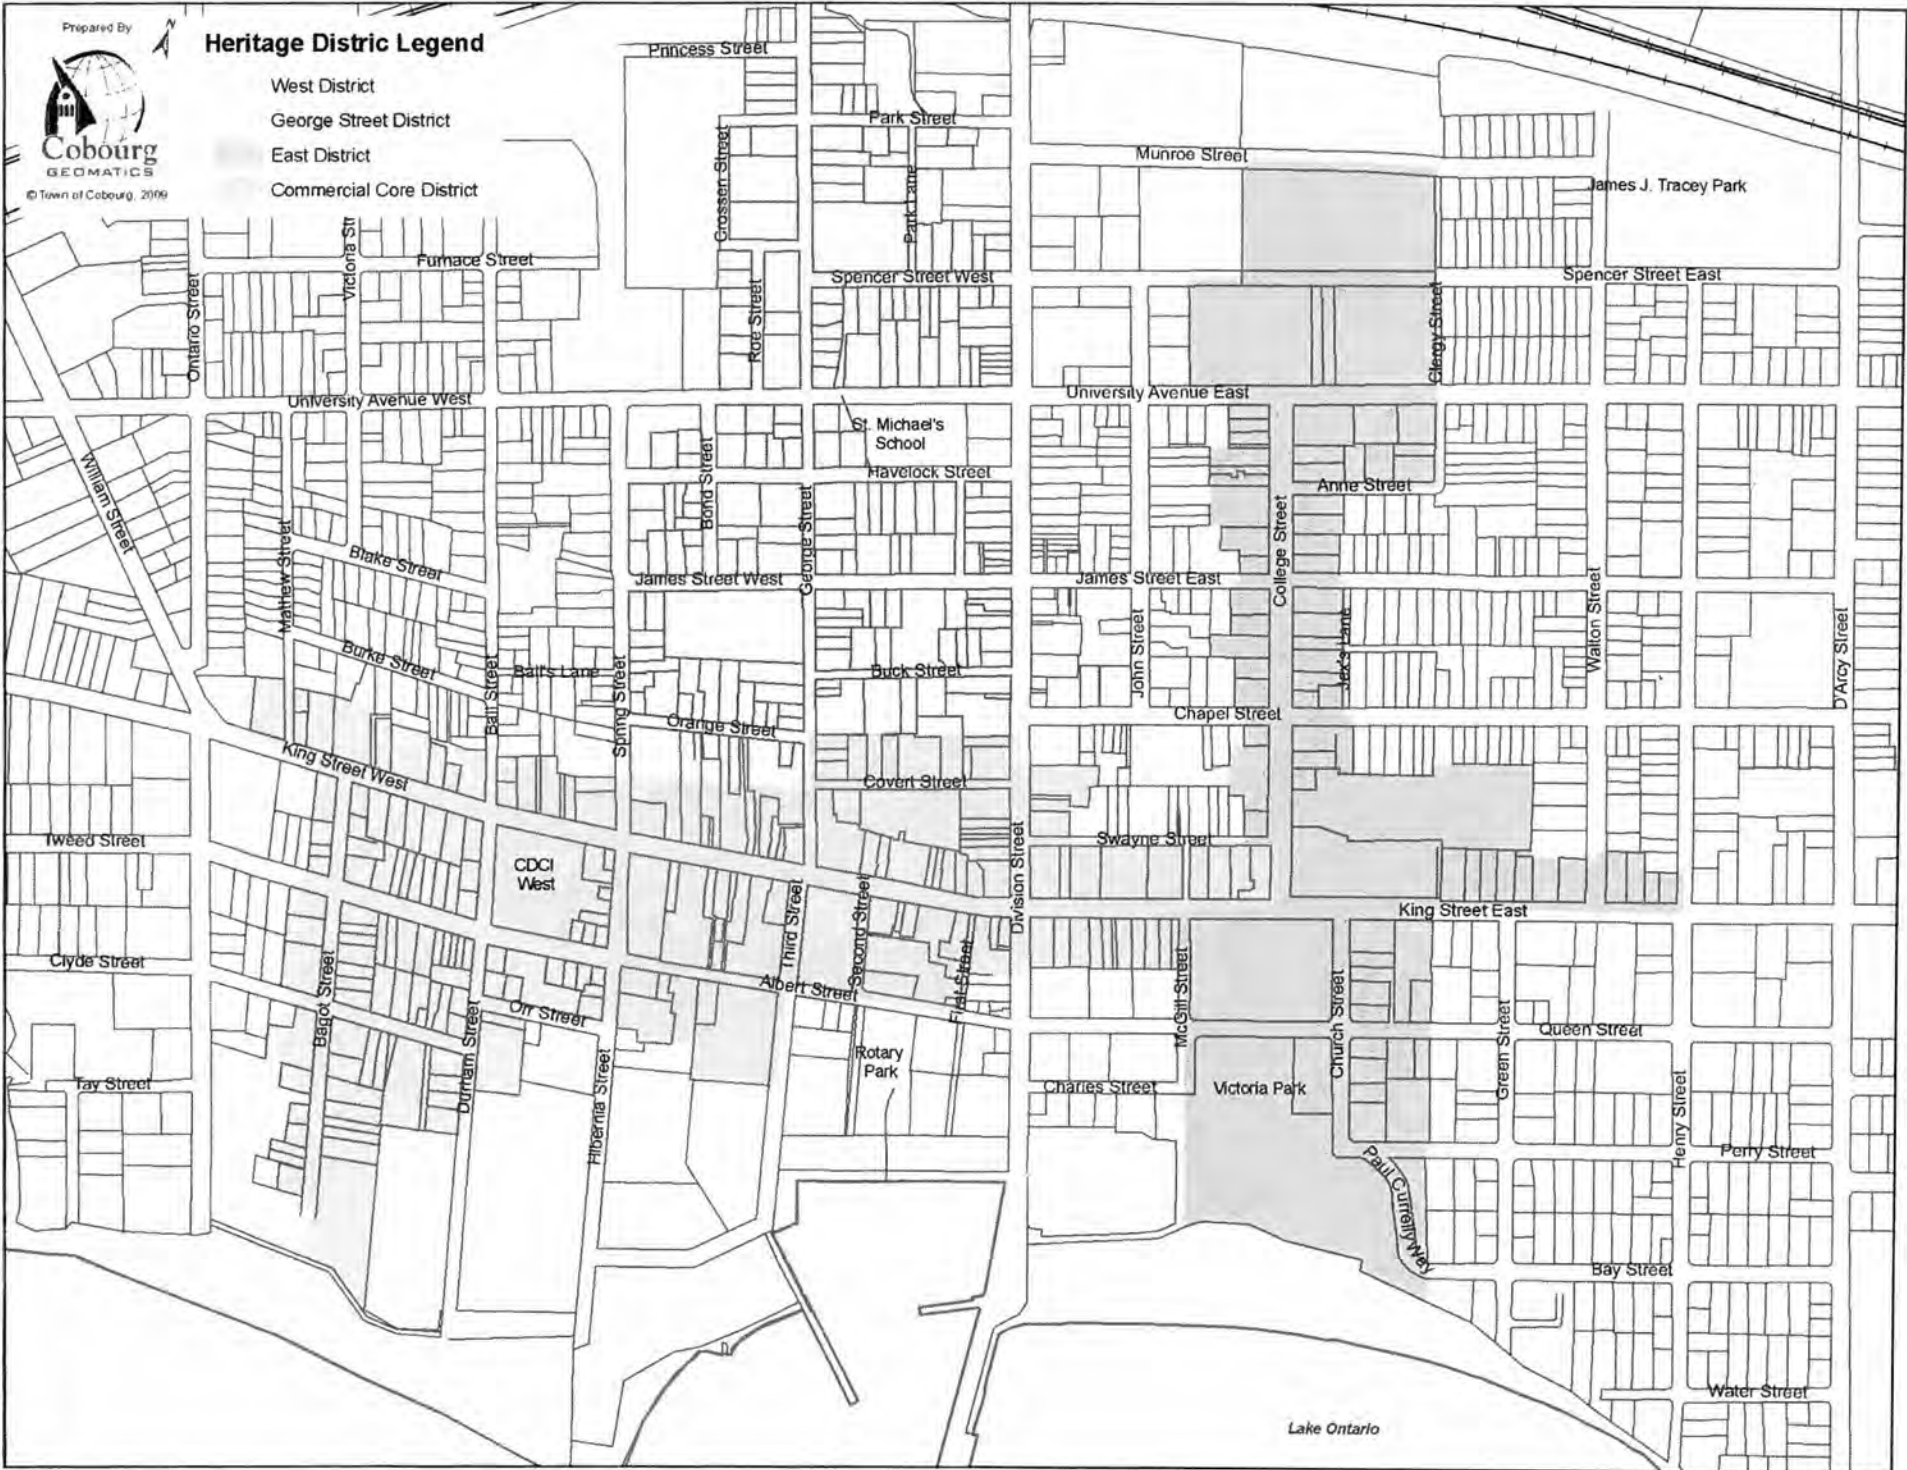 Prepared By
N
Cobourg
GEOMATICS
© Town of Cobourg, 2009
Heritage Distric Legend
West District
George Street District
East District
Commercial Core District
Princess Street
Park Street
Crossen Street
Park Lane
Munroe Street
James J. Tracey Park
Victoria Str
Furnace Street
Ontario Street
Roe Street
Spencer Street West
Spencer Street East
Clergy Street
University Avenue West
University Avenue East
St. Michael's
School
William Street
Bond Street
Havelock Street
Anne Street
Mathew Street
George Street
College Street
Blake Street
James Street West
James Street East
Walton Street
John Street
Jex's Lane
D'Arcy Street
Burke Street
Ball Street
Ball's Lane
Spring Street
Buck Street
Orange Street
Chapel Street
King Street West
Covert Street
Tweed Street
CDCI
West
Division Street
Swayne Street
King Street East
Third Street
Second Street
First Street
Clyde Street
Bagot Street
Albert Street
McGill Street
Church Street
Durham Street
Orr Street
Green Street
Queen Street
Hibernia Street
Rotary
Park
Tay Street
Charles Street
Victoria Park
Henry Street
Perry Street
Paul Currelly Way
Bay Street
Water Street
Lake Ontario